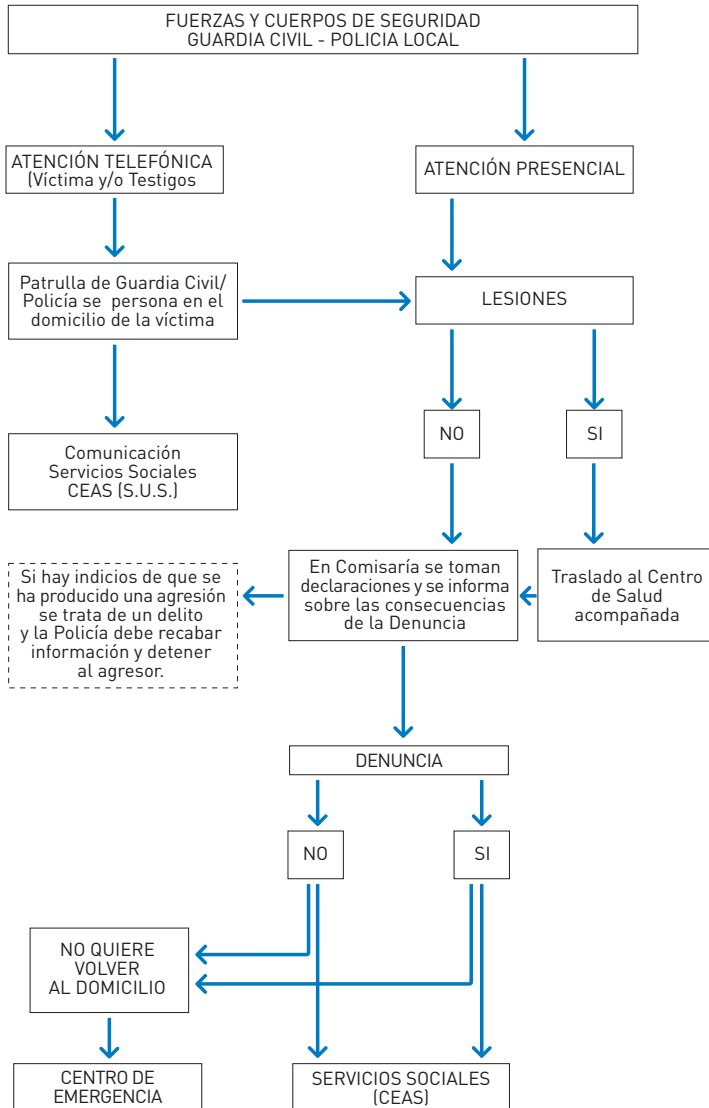 FUERZAS Y CUERPOS DE SEGURIDAD
GUARDIA CIVIL - POLICIA LOCAL
ATENCIÓN TELEFÓNICA
(Víctima y/o Testigos
ATENCIÓN PRESENCIAL
Patrulla de Guardia Civil/
Policía se persona en el
domicilio de la víctima
LESIONES
NO
SI
Comunicación
Servicios Sociales
CEAS (S.U.S.)
Si hay indicios de que se
ha producido una agresión
se trata de un delito
y la Policía debe recabar
información y detener
al agresor.
En Comisaría se toman
declaraciones y se informa
sobre las consecuencias
de la Denuncia
Traslado al Centro
de Salud
acompañada
DENUNCIA
NO
SI
NO QUIERE
VOLVER
AL DOMICILIO
CENTRO DE
EMERGENCIA
SERVICIOS SOCIALES
(CEAS)